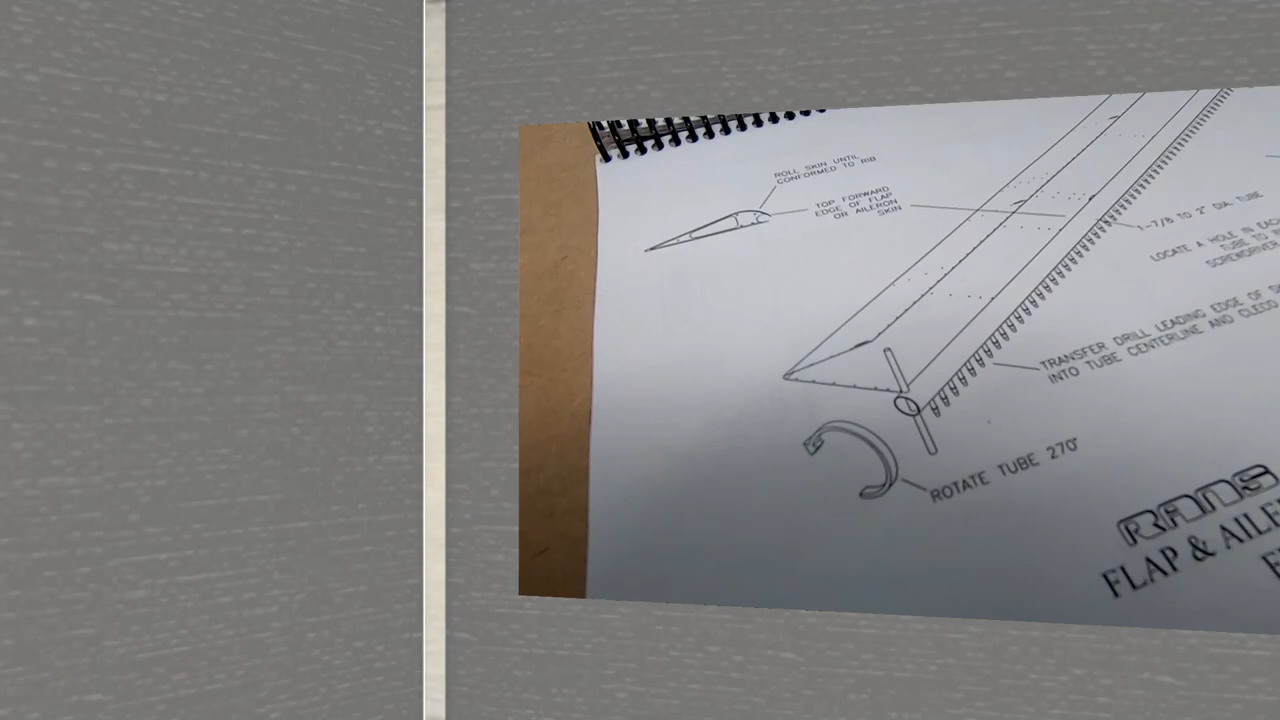 ROLL SKIN UNTIL
CONFORMED TO RIB
TOP FORWARD
EDGE OF FLAP
OR AILERON
SKIN
1-7/8 TO 2" DIA. TUBE
LOCATE A HOLE IN
TUBE TO
TRANSFER DRILL LEADING EDGE OF
INTO TUBE CENTERLINE AND CLECO
ROTATE TUBE 270°
RANS
FLAP &